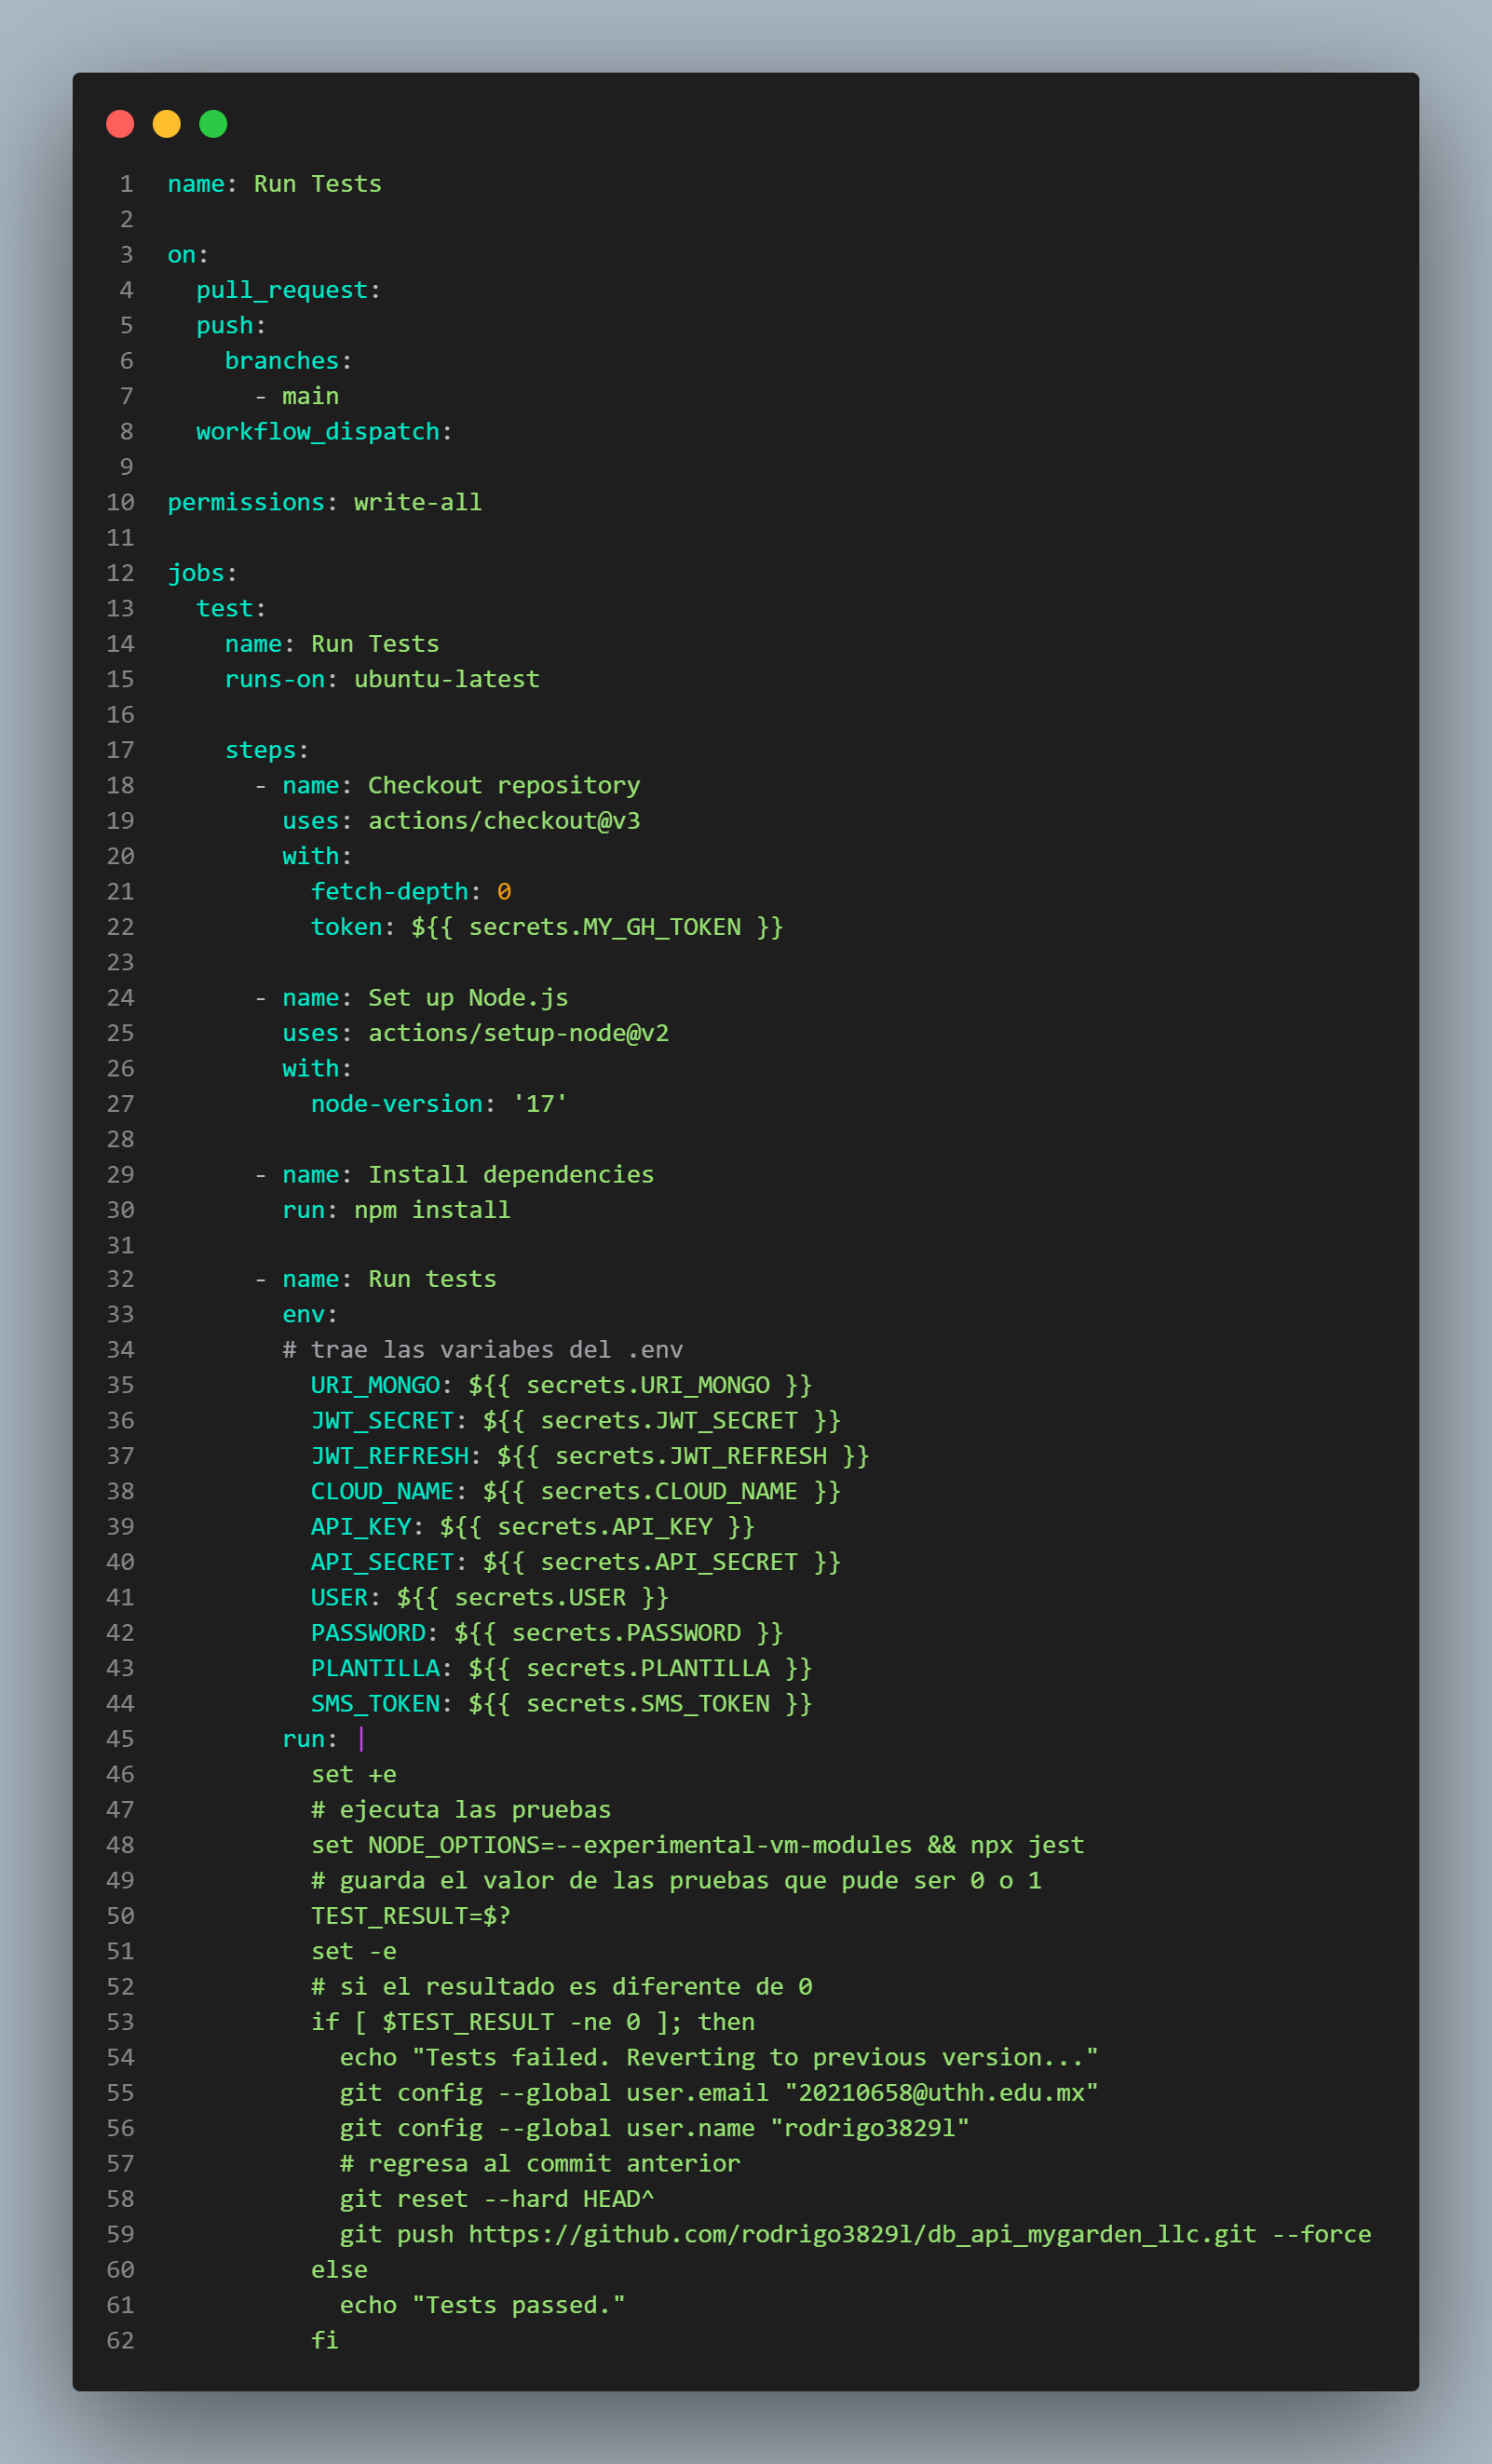 1 name: Run Tests
2
3 on:
4   pull_request:
5   push:
6     branches:
7       - main
8   workflow_dispatch:
9
10 permissions: write-all
11
12 jobs:
13   test:
14     name: Run Tests
15     runs-on: ubuntu-latest
16
17     steps:
18       - name: Checkout repository
19         uses: actions/checkout@v3
20         with:
21           fetch-depth: 0
22           token: ${{ secrets.MY_GH_TOKEN }}
23
24       - name: Set up Node.js
25         uses: actions/setup-node@v2
26         with:
27           node-version: '17'
28
29       - name: Install dependencies
30         run: npm install
31
32       - name: Run tests
33         env:
34         # trae las variabes del .env
35           URI_MONGO: ${{ secrets.URI_MONGO }}
36           JWT_SECRET: ${{ secrets.JWT_SECRET }}
37           JWT_REFRESH: ${{ secrets.JWT_REFRESH }}
38           CLOUD_NAME: ${{ secrets.CLOUD_NAME }}
39           API_KEY: ${{ secrets.API_KEY }}
40           API_SECRET: ${{ secrets.API_SECRET }}
41           USER: ${{ secrets.USER }}
42           PASSWORD: ${{ secrets.PASSWORD }}
43           PLANTILLA: ${{ secrets.PLANTILLA }}
44           SMS_TOKEN: ${{ secrets.SMS_TOKEN }}
45         run: |
46           set +e
47           # ejecuta las pruebas
48           set NODE_OPTIONS=--experimental-vm-modules && npx jest
49           # guarda el valor de las pruebas que pude ser 0 o 1
50           TEST_RESULT=$?
51           set -e
52           # si el resultado es diferente de 0
53           if [ $TEST_RESULT -ne 0 ]; then
54             echo "Tests failed. Reverting to previous version..."
55             git config --global user.email "20210658@uthh.edu.mx"
56             git config --global user.name "rodrigo3829l"
57             # regresa al commit anterior
58             git reset --hard HEAD^
59             git push https://github.com/rodrigo3829l/db_api_mygarden_llc.git --force
60           else
61             echo "Tests passed."
62           fi